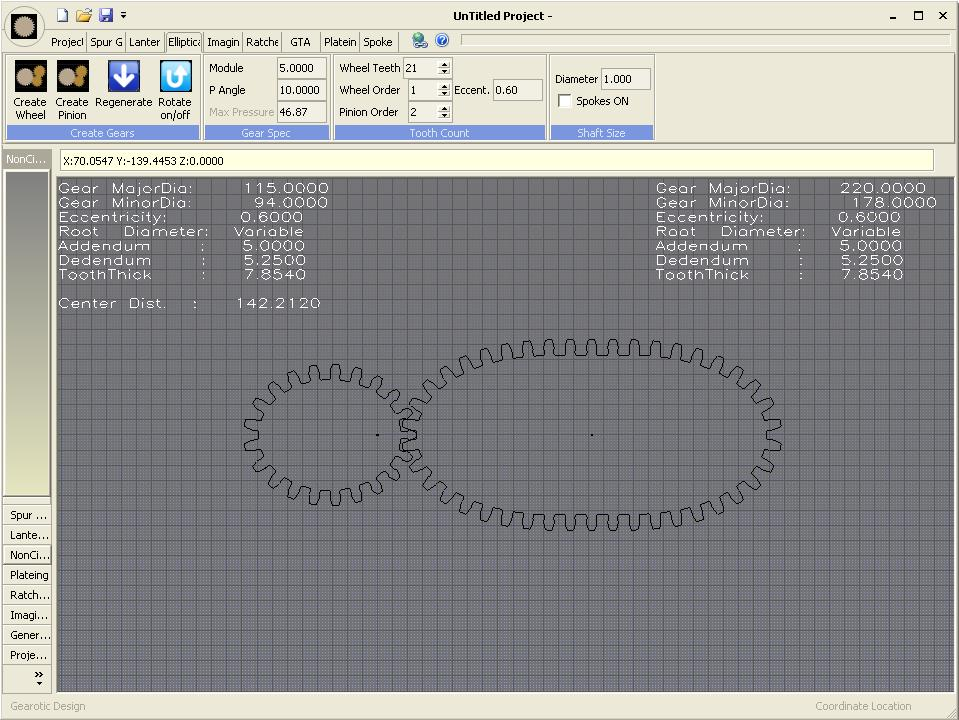 UnTitled Project -
Project Spur G Lanter Elliptica Imagin Ratche GTA Platein Spoke
Create Wheel
Create Pinion
Regenerate
Rotate on/off
Create Gears
Module 5.0000
P Angle 10.0000
Max Pressure 46.87
Gear Spec
Wheel Teeth 21
Wheel Order 1 Eccent. 0.60
Pinion Order 2
Tooth Count
Diameter 1.000
Spokes ON
Shaft Size
NonCi...
X:70.0547 Y:-139.4453 Z:0.0000
Gear MajorDia: 115.0000
Gear MinorDia: 94.0000
Eccentricity: 0.6000
Root Diameter: Variable
Addendum : 5.0000
Dedendum : 5.2500
ToothThick : 7.8540
Center Dist. : 142.2120
Gear MajorDia: 220.0000
Gear MinorDia: 178.0000
Eccentricity: 0.6000
Root Diameter: Variable
Addendum : 5.0000
Dedendum : 5.2500
ToothThick : 7.8540
Spur ...
Lante...
NonCi...
Plateing
Ratch...
Imagi...
Gener...
Proje...
»
Gearotic Design
Coordinate Location